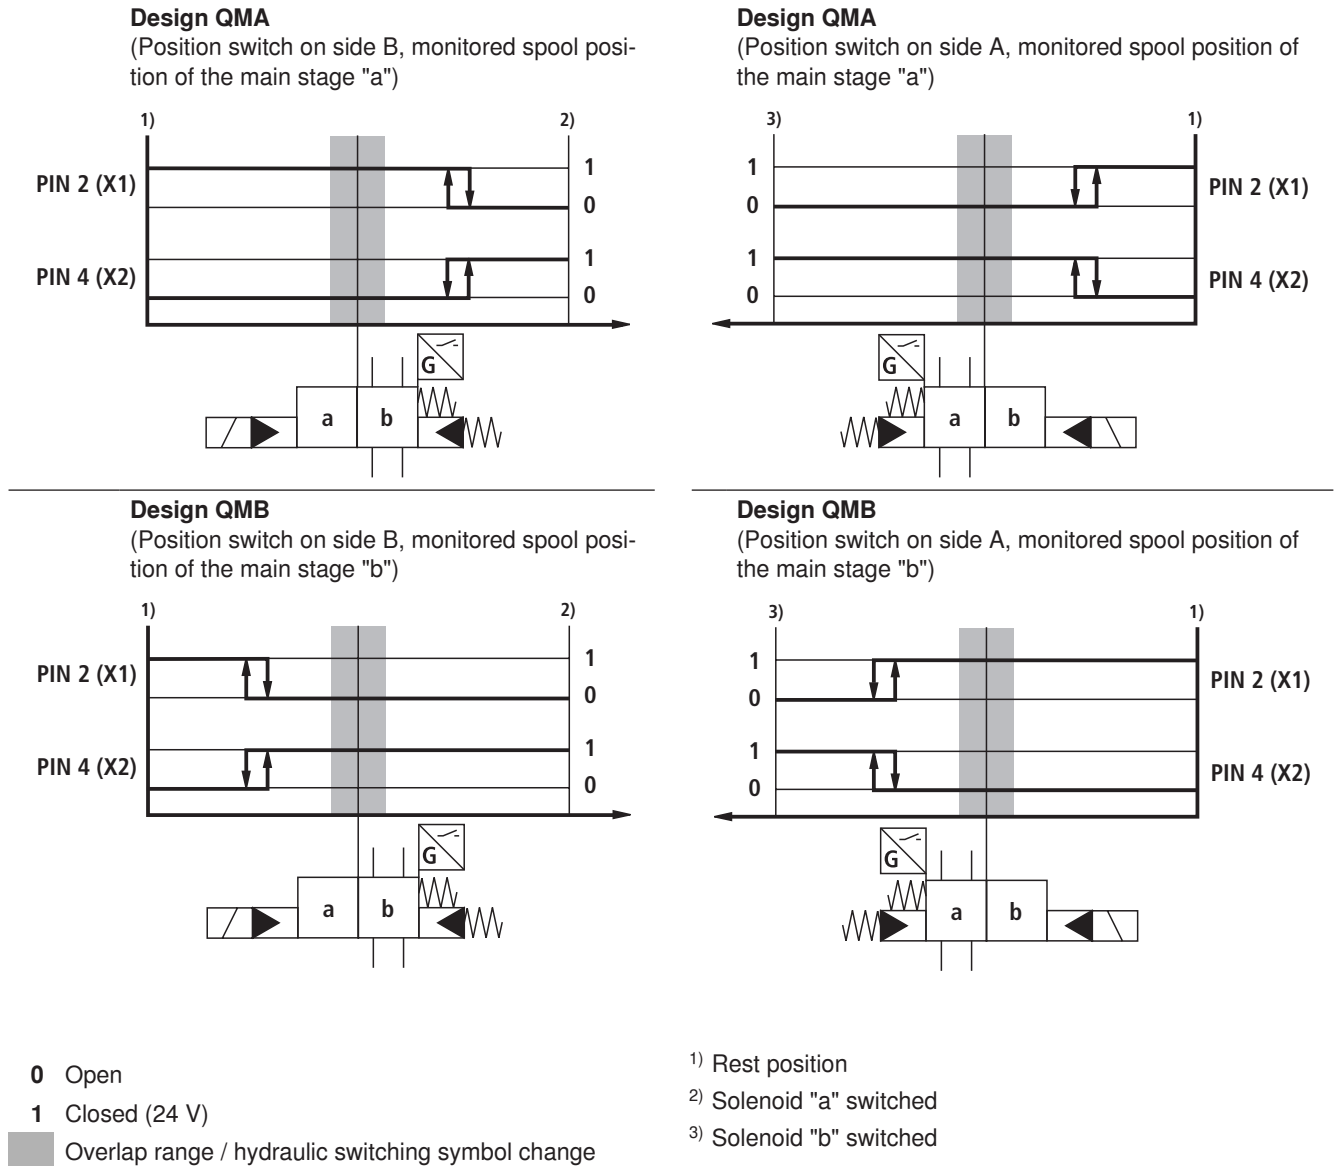 Design QMA
(Position switch on side B, monitored spool posi-
tion of the main stage "a")
1)
2)
PIN 2 (X1)
1
0
PIN 4 (X2)
1
0
G
a
b
Design QMA
(Position switch on side A, monitored spool position of
the main stage "a")
3)
1)
1
0
PIN 2 (X1)
1
0
PIN 4 (X2)
G
a
b
Design QMB
(Position switch on side B, monitored spool posi-
tion of the main stage "b")
1)
2)
PIN 2 (X1)
1
0
PIN 4 (X2)
1
0
G
a
b
Design QMB
(Position switch on side A, monitored spool position of
the main stage "b")
3)
1)
1
0
PIN 2 (X1)
1
0
PIN 4 (X2)
G
a
b
0 Open
1 Closed (24 V)
Overlap range / hydraulic switching symbol change
1) Rest position
2) Solenoid "a" switched
3) Solenoid "b" switched